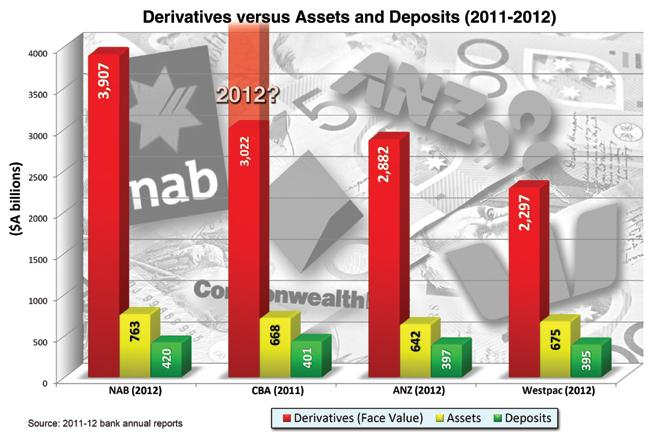 Derivatives versus Assets and Deposits (2011-2012)
($A billions)
4000
3500
3000
2500
2000
1500
1000
500
0
3,907
763
420
2012?
3,022
668
401
2,882
642
397
2,297
675
395
nab
ANZ
Commonwealth
NAB (2012)
CBA (2011)
ANZ (2012)
Westpac (2012)
Derivatives (Face Value)
Assets
Deposits
Source: 2011-12 bank annual reports